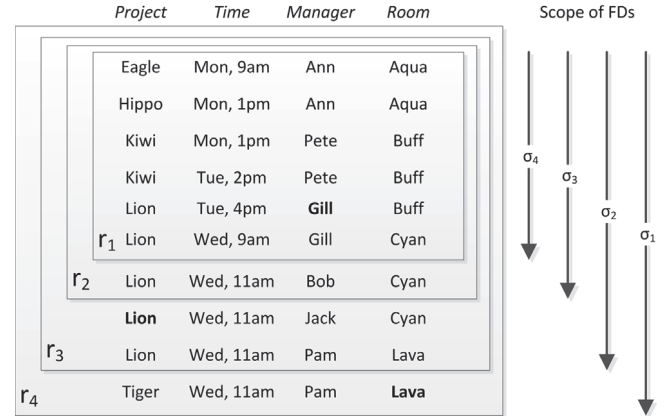 Project Time Manager Room Scope of FDs
Eagle Mon, 9am Ann Aqua
Hippo Mon, 1pm Ann Aqua
Kiwi Mon, 1pm Pete Buff
σ4
Kiwi Tue, 2pm Pete Buff
σ3
Lion Tue, 4pm Gill Buff
σ2
r1 Lion Wed, 9am Gill Cyan
σ1
r2 Lion Wed, 11am Bob Cyan
Lion Wed, 11am Jack Cyan
r3 Lion Wed, 11am Pam Lava
r4 Tiger Wed, 11am Pam Lava